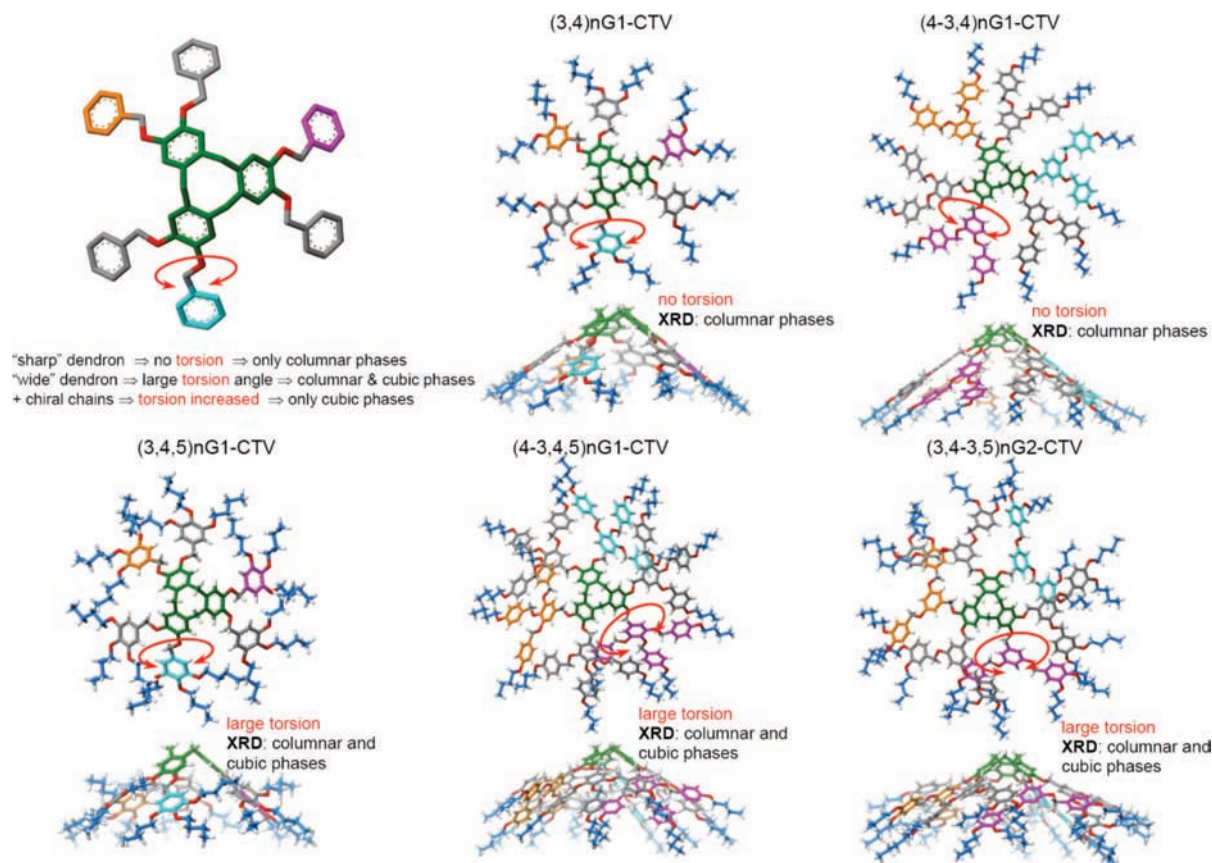 (3,4)nG1-CTV
(4-3,4)nG1-CTV
no torsion
XRD: columnar phases
no torsion
XRD: columnar phases
“sharp” dendron ⇒ no torsion ⇒ only columnar phases
“wide” dendron ⇒ large torsion angle ⇒ columnar & cubic phases
+ chiral chains ⇒ torsion increased ⇒ only cubic phases
(3,4,5)nG1-CTV
(4-3,4,5)nG1-CTV
(3,4-3,5)nG2-CTV
large torsion
XRD: columnar and
cubic phases
large torsion
XRD: columnar and
cubic phases
large torsion
XRD: columnar and
cubic phases